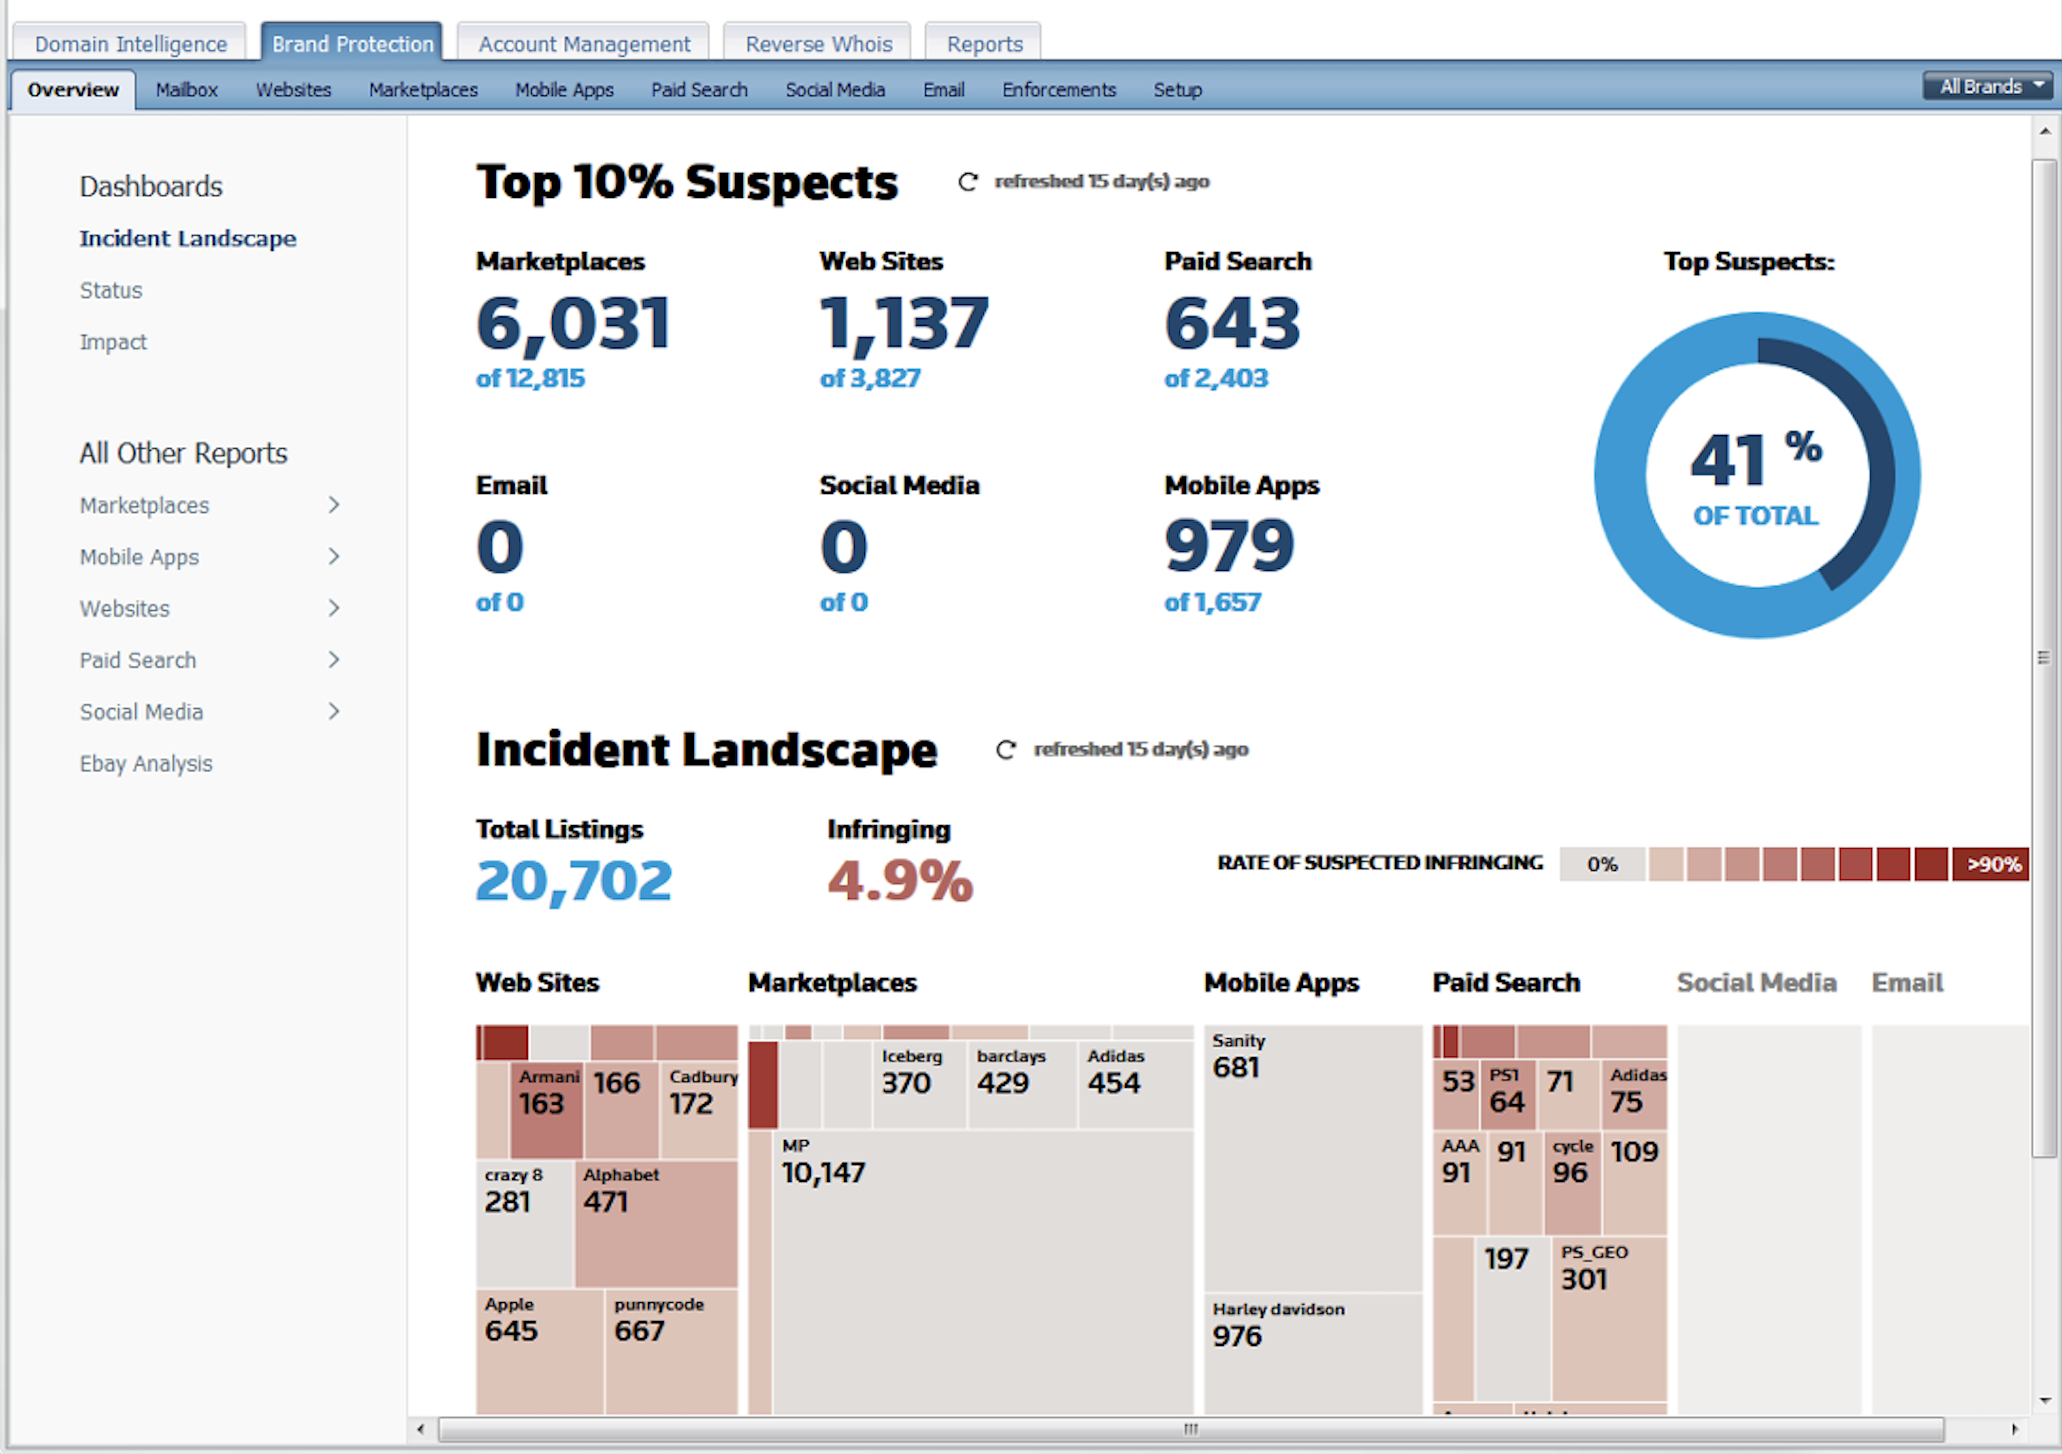 Domain Intelligence Brand Protection Account Management Reverse Whois Reports
Overview Mailbox Websites Marketplaces Mobile Apps Paid Search Social Media Email Enforcements Setup All Brands
Dashboards
Incident Landscape
Status
Impact
All Other Reports
Marketplaces
Mobile Apps
Websites
Paid Search
Social Media
Ebay Analysis
Top 10% Suspects refreshed 15 day(s) ago
Marketplaces
6,031
of 12,815
Web Sites
1,137
of 3,827
Paid Search
643
of 2,403
Email
0
of 0
Social Media
0
of 0
Mobile Apps
979
of 1,657
Top Suspects:
41 %
OF TOTAL
Incident Landscape refreshed 15 day(s) ago
Total Listings
20,702
Infringing
4.9%
RATE OF SUSPECTED INFRINGING 0% >90%
Web Sites
Armani
163
166
Cadbury
172
crazy 8
281
Alphabet
471
Apple
645
punnycode
667
Marketplaces
Iceberg
370
barclays
429
Adidas
454
MP
10,147
Mobile Apps
Sanity
681
Harley davidson
976
Paid Search
53
PS1
64
71
Adidas
75
AAA
91
91
cycle
96
109
197
PS_GEO
301
Social Media
Email